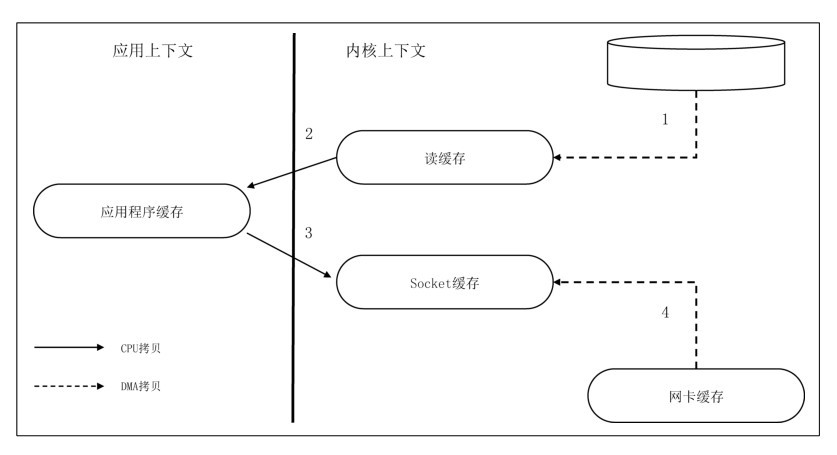 应用上下文
内核上下文
1
2
读缓存
应用程序缓存
3
Socket缓存
4
CPU拷贝
DMA拷贝
网卡缓存